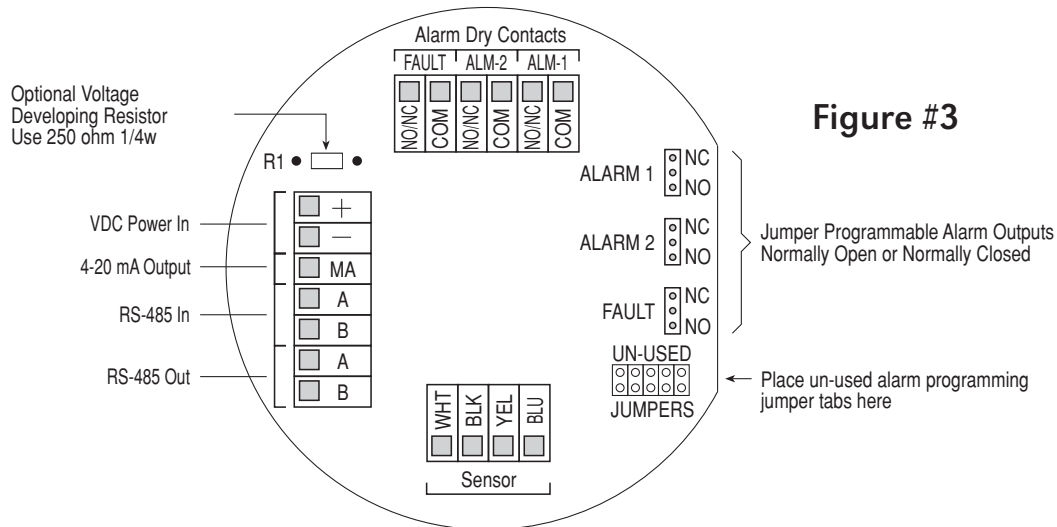 Alarm Dry Contacts
FAULT ALM-2 ALM-1
NO/NC COM NO/NC COM NO/NC COM
Optional Voltage
Developing Resistor
Use 250 ohm 1/4w
R1
Figure #3
VDC Power In
+
−
4-20 mA Output
MA
RS-485 In
A
B
RS-485 Out
A
B
ALARM 1
NC
NO
ALARM 2
NC
NO
FAULT
NC
NO
Jumper Programmable Alarm Outputs
Normally Open or Normally Closed
UN-USED
JUMPERS
Place un-used alarm programming
jumper tabs here
WHT BLK YEL BLU
Sensor